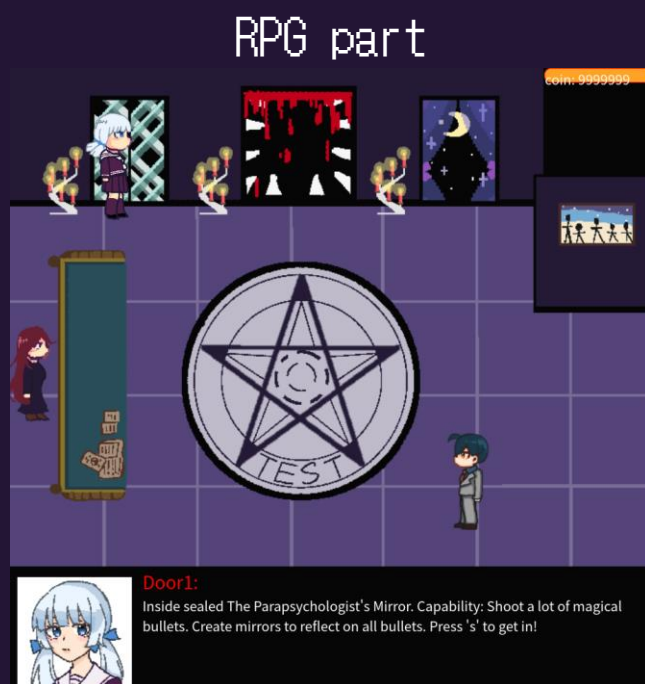 RPG part
coin: 9999999
TEST
Door1:
Inside sealed The Parapsychologist's Mirror. Capability: Shoot a lot of magical
bullets. Create mirrors to reflect on all bullets. Press 's' to get in!